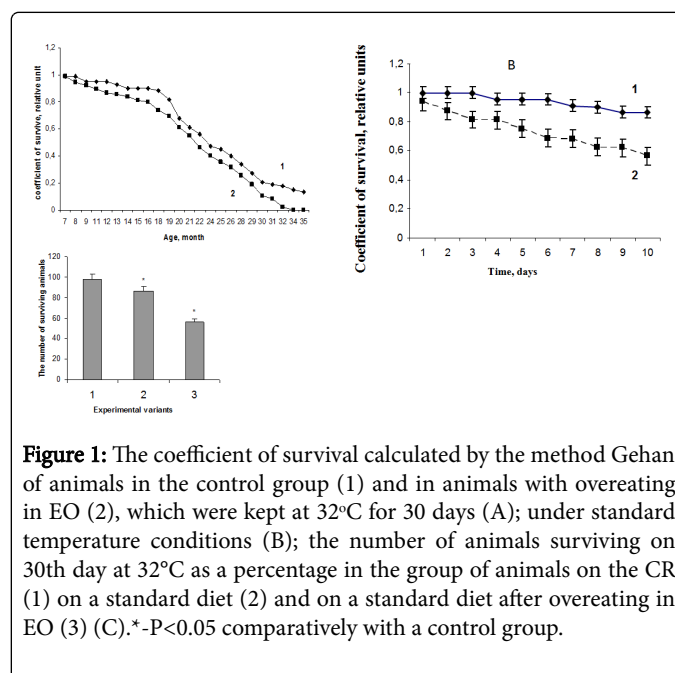 1,2
1
0,8
0,6
0,4
0,2
0
coefficient of survive, relative unit
1
2
7 8 9 11 12 13 14 15 16 18 19 20 21 22 24 25 26 28 29 30 31 32 34 35
Age, month
1,2
1
0,8
0,6
0,4
0,2
0
Coefficient of survival, relative units
B
1
2
1 2 3 4 5 6 7 8 9 10
Time, days
120
100
80
60
40
20
0
The number of surviving animals
*
*
1 2 3
Experimental variants
Figure 1: The coefficient of survival calculated by the method Gehan
of animals in the control group (1) and in animals with overeating
in EO (2), which were kept at 32ºC for 30 days (A); under standard
temperature conditions (B); the number of animals surviving on
30th day at 32°C as a percentage in the group of animals on the CR
(1) on a standard diet (2) and on a standard diet after overeating in
EO (3) (C).*-P<0.05 comparatively with a control group.